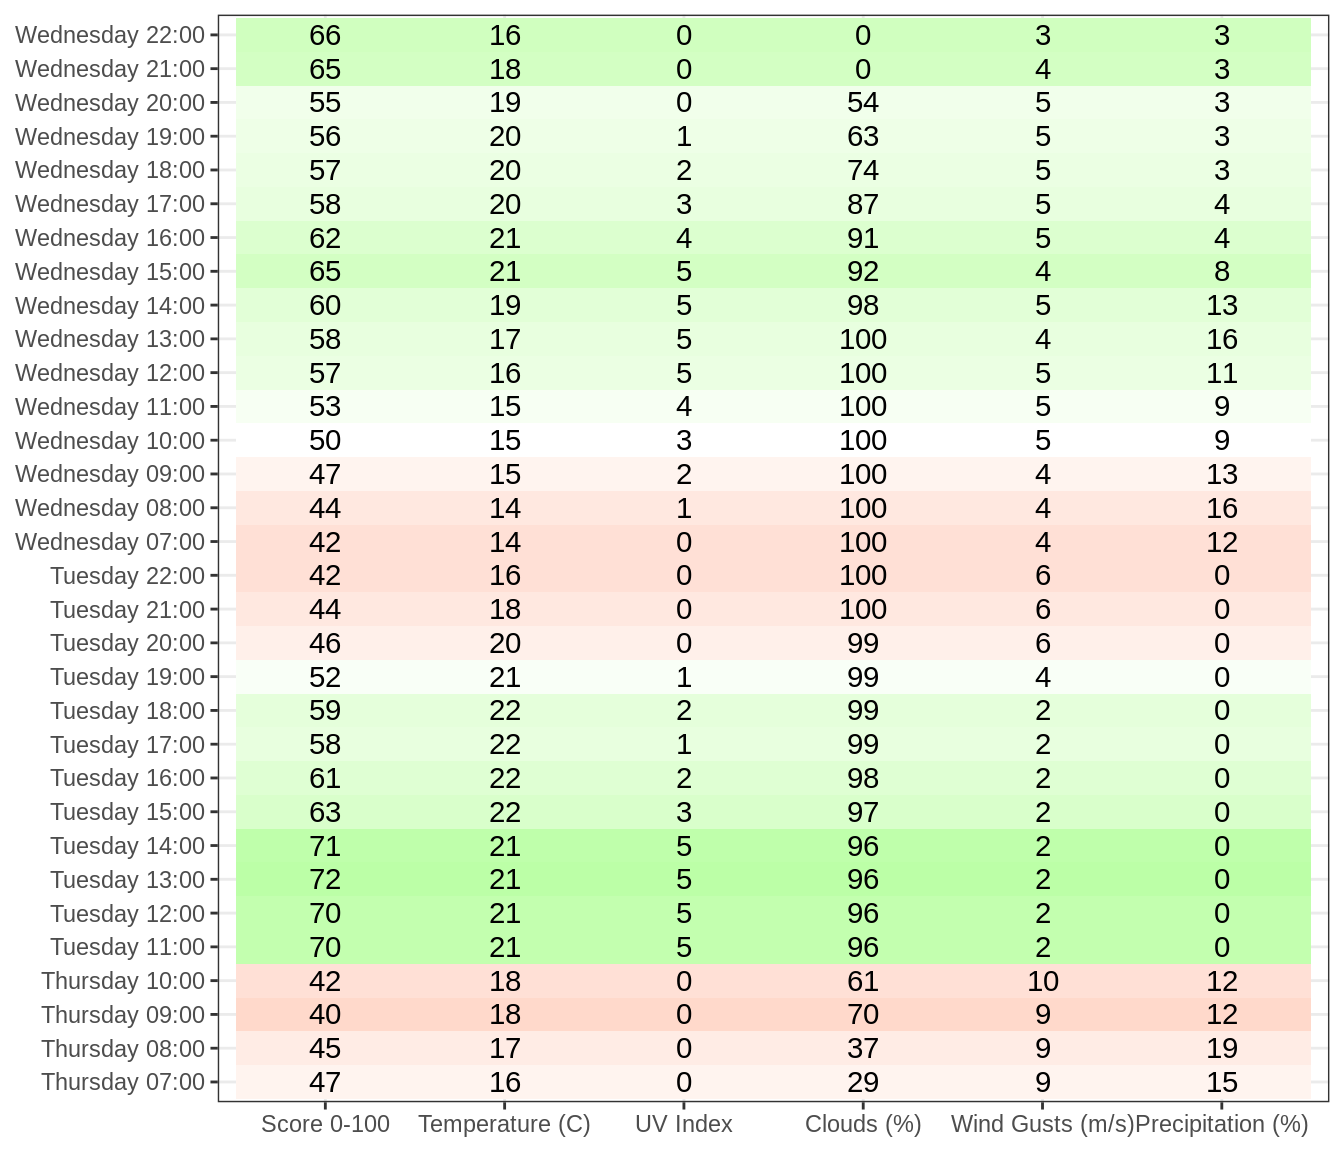 Wednesday 22:00 66 16 0 0 3 3
Wednesday 21:00 65 18 0 0 4 3
Wednesday 20:00 55 19 0 54 5 3
Wednesday 19:00 56 20 1 63 5 3
Wednesday 18:00 57 20 2 74 5 3
Wednesday 17:00 58 20 3 87 5 4
Wednesday 16:00 62 21 4 91 5 4
Wednesday 15:00 65 21 5 92 4 8
Wednesday 14:00 60 19 5 98 5 13
Wednesday 13:00 58 17 5 100 4 16
Wednesday 12:00 57 16 5 100 5 11
Wednesday 11:00 53 15 4 100 5 9
Wednesday 10:00 50 15 3 100 5 9
Wednesday 09:00 47 15 2 100 4 13
Wednesday 08:00 44 14 1 100 4 16
Wednesday 07:00 42 14 0 100 4 12
Tuesday 22:00 42 16 0 100 6 0
Tuesday 21:00 44 18 0 100 6 0
Tuesday 20:00 46 20 0 99 6 0
Tuesday 19:00 52 21 1 99 4 0
Tuesday 18:00 59 22 2 99 2 0
Tuesday 17:00 58 22 1 99 2 0
Tuesday 16:00 61 22 2 98 2 0
Tuesday 15:00 63 22 3 97 2 0
Tuesday 14:00 71 21 5 96 2 0
Tuesday 13:00 72 21 5 96 2 0
Tuesday 12:00 70 21 5 96 2 0
Tuesday 11:00 70 21 5 96 2 0
Thursday 10:00 42 18 0 61 10 12
Thursday 09:00 40 18 0 70 9 12
Thursday 08:00 45 17 0 37 9 19
Thursday 07:00 47 16 0 29 9 15
Score 0-100 Temperature (C) UV Index Clouds (%) Wind Gusts (m/s) Precipitation (%)